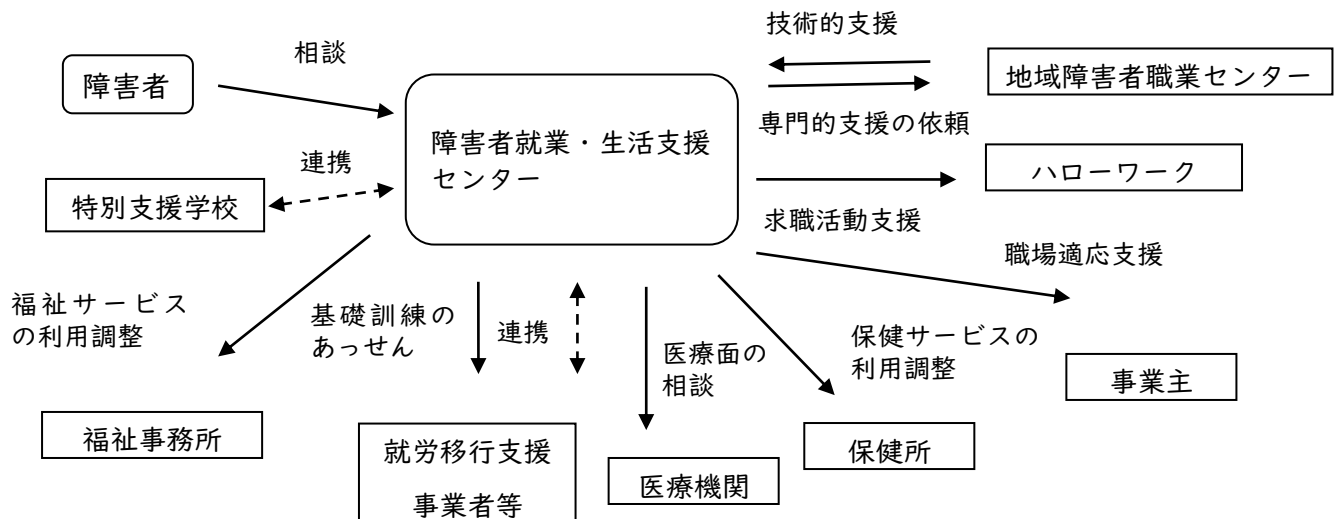 技術的支援
相談
障害者
地域障害者職業センター
専門的支援の依頼
障害者就業・生活支援
センター
連携
ハローワーク
特別支援学校
求職活動支援
職場適応支援
福祉サービス
の利用調整
基礎訓練の
あっせん
連携
医療面の
相談
保健サービスの
利用調整
事業主
福祉事務所
就労移行支援
事業者等
医療機関
保健所